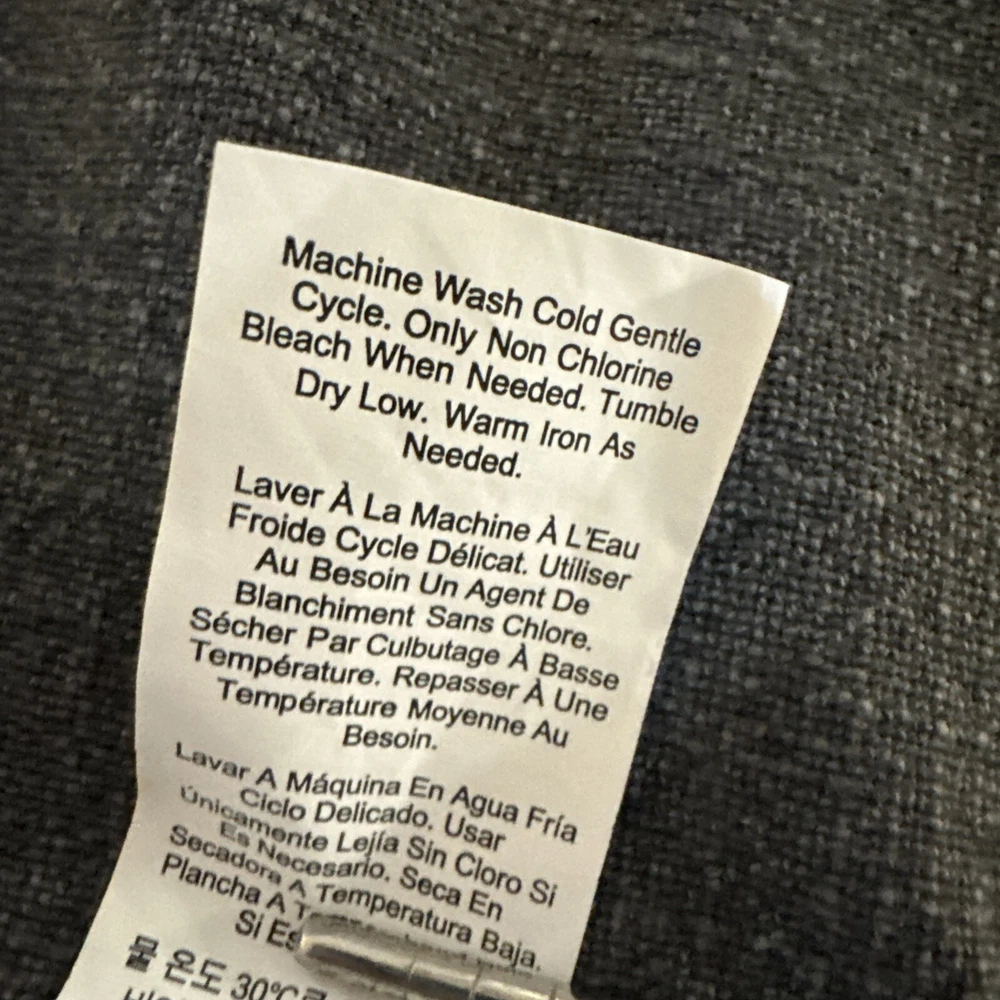 Machine Wash Cold Gentle
Cycle. Only Non Chlorine
Bleach When Needed. Tumble
Dry Low. Warm Iron As
Needed.
Laver À La Machine À L'Eau
Froide Cycle Délicat. Utiliser
Au Besoin Un Agent De
Blanchiment Sans Chlore.
Sécher Par Culbutage À Basse
Température. Repasser À Une
Température Moyenne Au
Besoin.
Lavar A Máquina En Agua Fría
Ciclo Delicado. Usar
Únicamente Lejía Sin Cloro Si
Es Necesario. Seca En
Secadora A Temperatura Baja.
Plancha A
Si Es
물 온도 30℃로